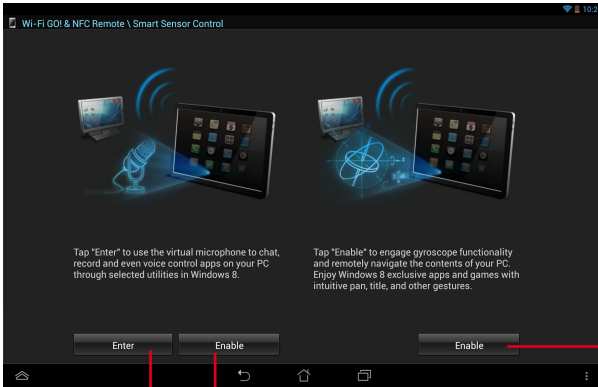 10:2
Wi-Fi GO! & NFC Remote \ Smart Sensor Control
Tap "Enter" to use the virtual microphone to chat,
record and even voice control apps on your PC
through selected utilities in Windows 8.
Tap "Enable" to engage gyroscope functionality
and remotely navigate the contents of your PC.
Enjoy Windows 8 exclusive apps and games with
intuitive pan, title, and other gestures.
Enter
Enable
Enable